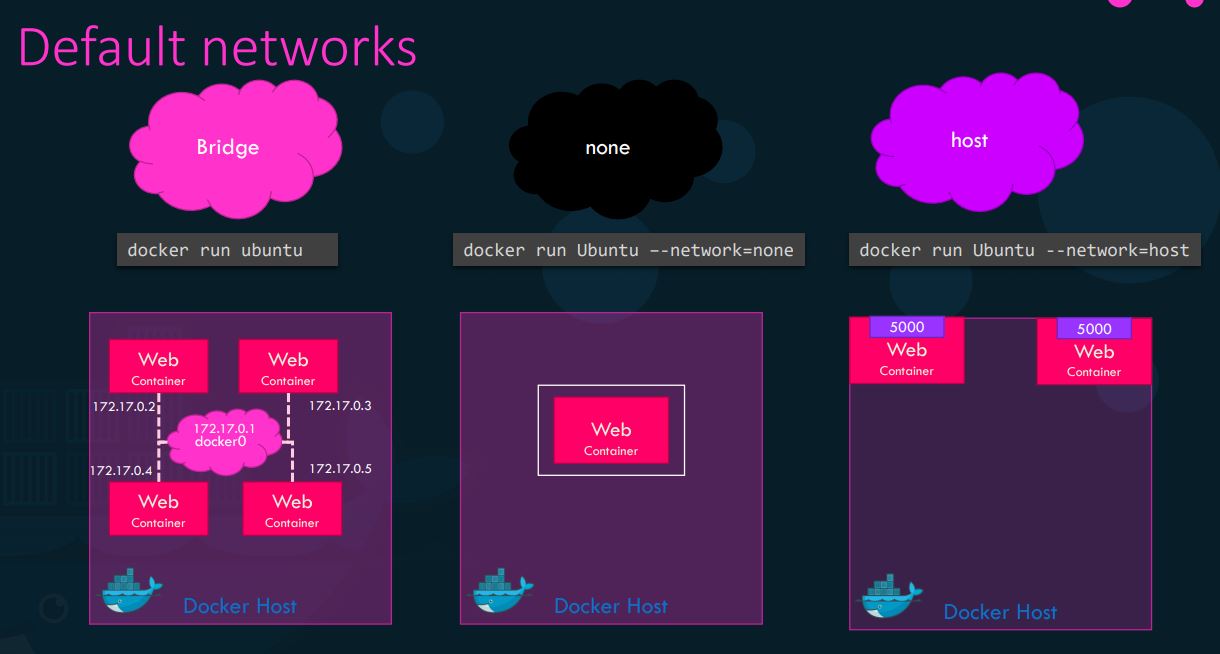 Default networks
Bridge
none
host
docker run ubuntu
docker run Ubuntu --network=none
docker run Ubuntu --network=host
Web
Container
Web
Container
172.17.0.2
172.17.0.3
172.17.0.1
docker0
172.17.0.4
172.17.0.5
Web
Container
Web
Container
Docker Host
Web
Container
Docker Host
5000
Web
Container
5000
Web
Container
Docker Host